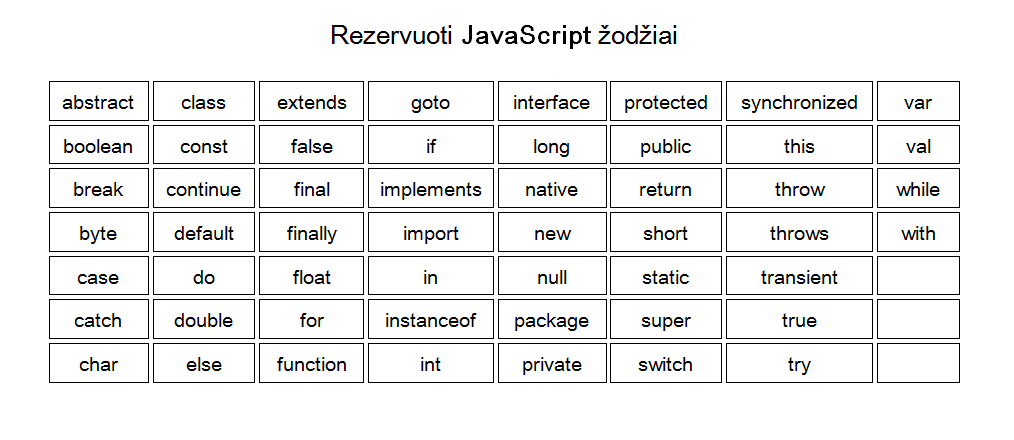 Rezervuoti JavaScript žodžiai
abstract class extends goto interface protected synchronized var
boolean const false if long public this val
break continue final implements native return throw while
byte default finally import new short throws with
case do float in null static transient
catch double for instanceof package super true
char else function int private switch try